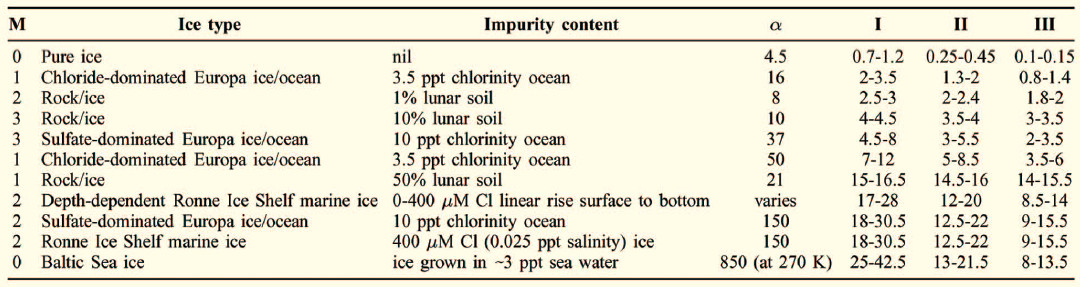 M Ice type Impurity content α I II III
0 Pure ice nil 4.5 0.7-1.2 0.25-0.45 0.1-0.15
1 Chloride-dominated Europa ice/ocean 3.5 ppt chlorinity ocean 16 2-3.5 1.3-2 0.8-1.4
2 Rock/ice 1% lunar soil 8 2.5-3 2-2.4 1.8-2
3 Rock/ice 10% lunar soil 10 4-4.5 3.5-4 3-3.5
3 Sulfate-dominated Europa ice/ocean 10 ppt chlorinity ocean 37 4.5-8 3-5.5 2-3.5
1 Chloride-dominated Europa ice/ocean 3.5 ppt chlorinity ocean 50 7-12 5-8.5 3.5-6
1 Rock/ice 50% lunar soil 21 15-16.5 14.5-16 14-15.5
2 Depth-dependent Ronne Ice Shelf marine ice 0-400 μM Cl linear rise surface to bottom varies 17-28 12-20 8.5-14
2 Sulfate-dominated Europa ice/ocean 10 ppt chlorinity ocean 150 18-30.5 12.5-22 9-15.5
2 Ronne Ice Shelf marine ice 400 μM Cl (0.025 ppt salinity) ice 150 18-30.5 12.5-22 9-15.5
0 Baltic Sea ice ice grown in ~3 ppt sea water 850 (at 270 K) 25-42.5 13-21.5 8-13.5